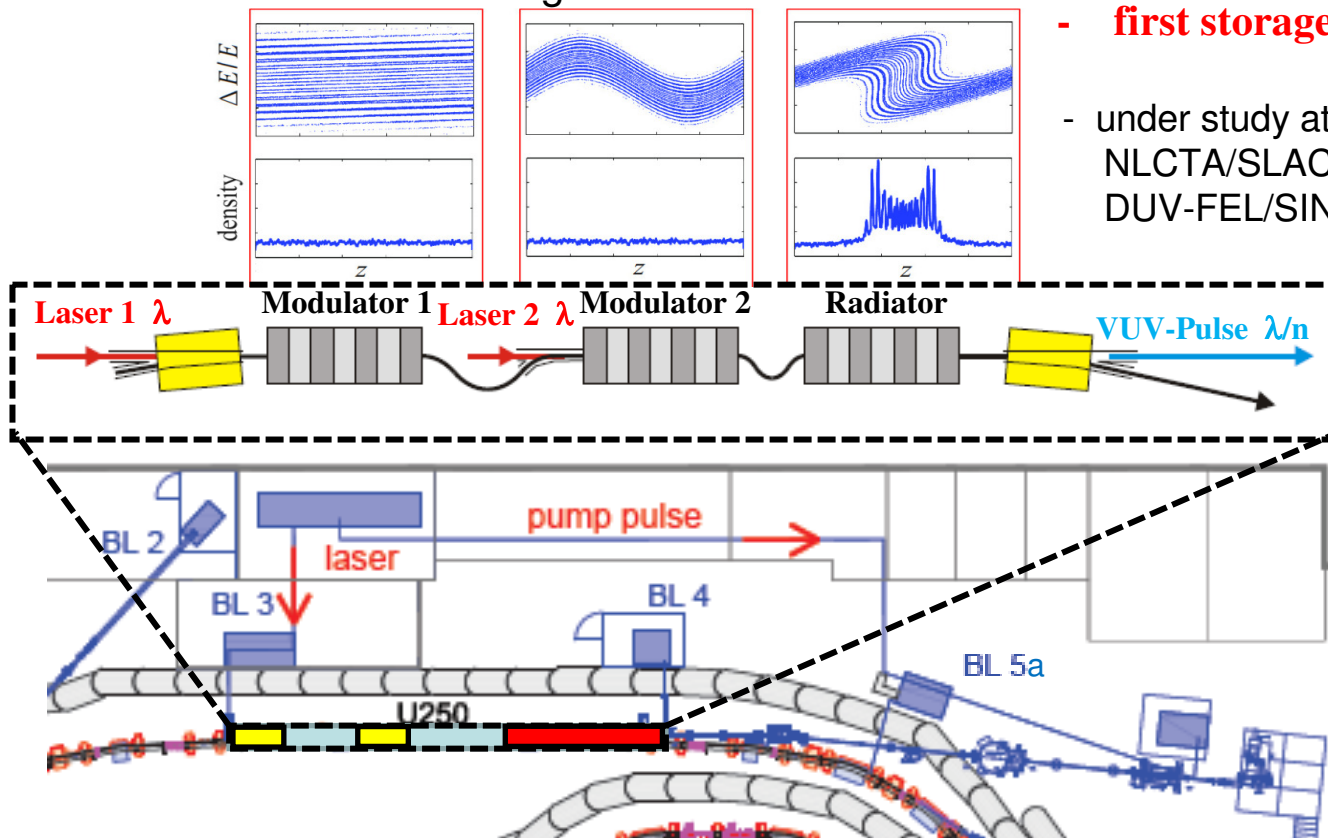 - first storage
- under study at
NLCTA/SLAC
DUV-FEL/SIN
Δ E/E
density
z
z
z
Laser 1 λ
Modulator 1
Laser 2 λ
Modulator 2
Radiator
VUV-Pulse λ/n
BL 2
laser
pump pulse
BL 3
BL 4
BL 5a
U250